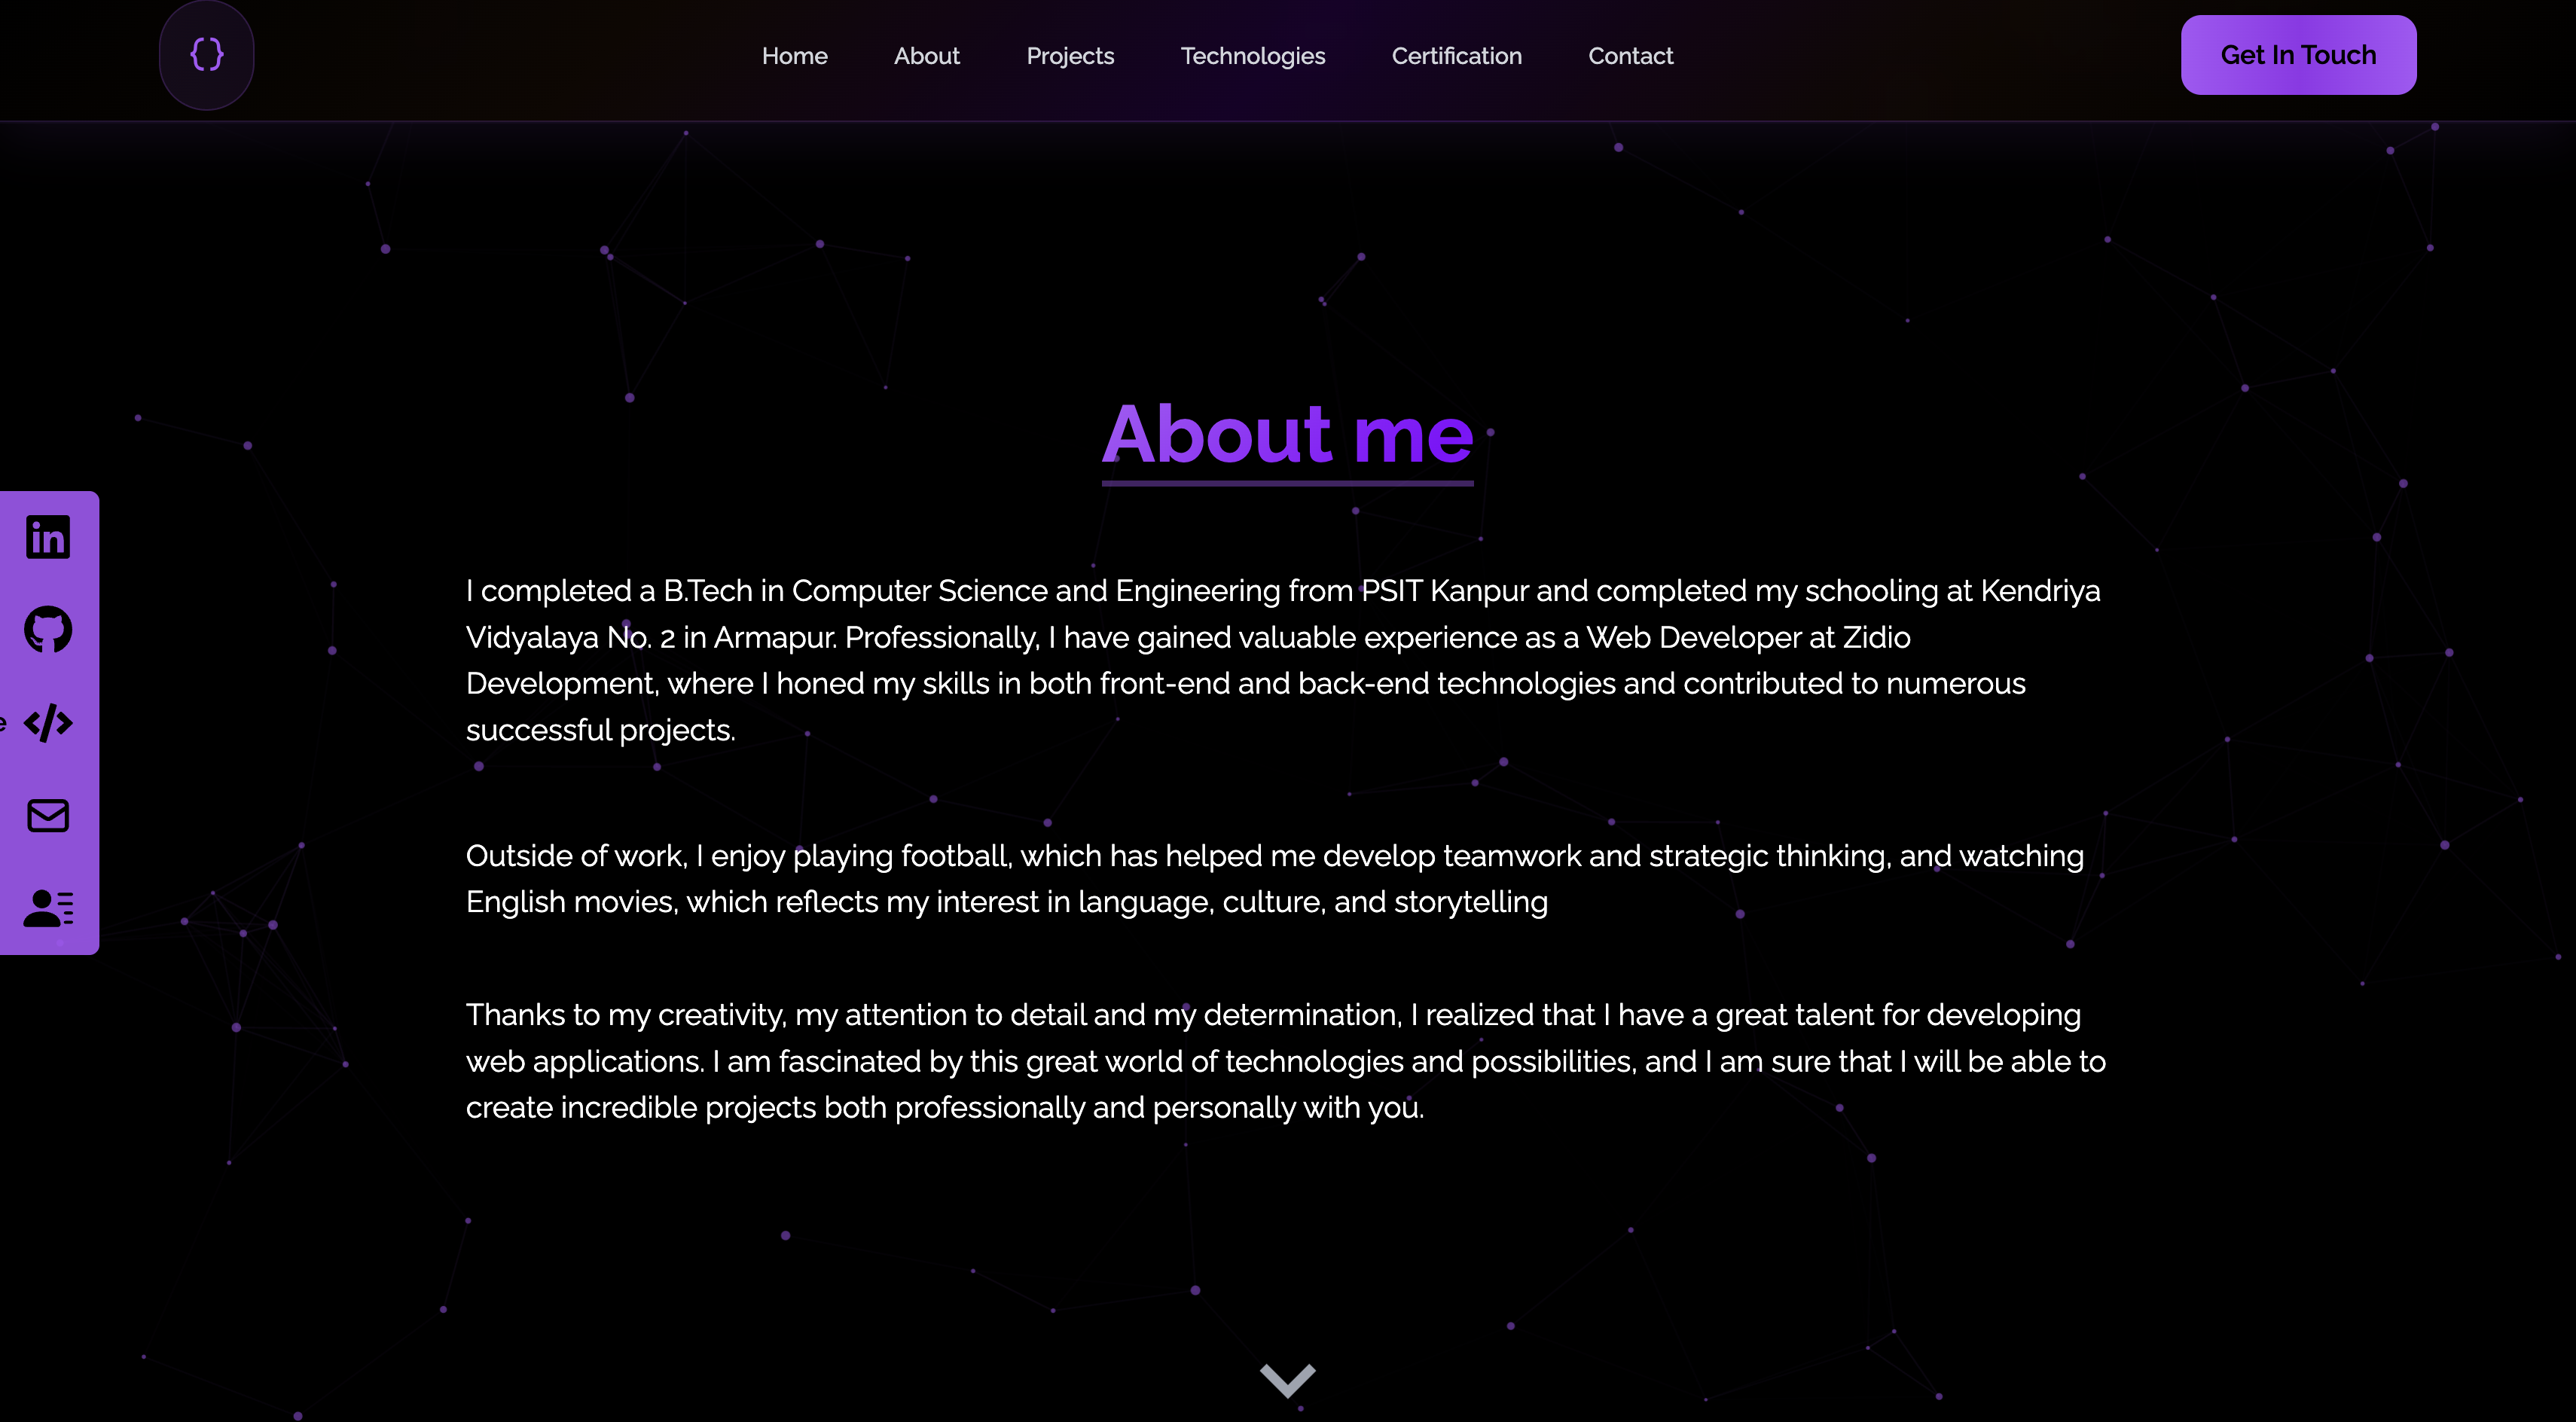 {}
Home About Projects Technologies Certification Contact
Get In Touch
About me
I completed a B.Tech in Computer Science and Engineering from PSIT Kanpur and completed my schooling at Kendriya
Vidyalaya No. 2 in Armapur. Professionally, I have gained valuable experience as a Web Developer at Zidio
Development, where I honed my skills in both front-end and back-end technologies and contributed to numerous
successful projects.
Outside of work, I enjoy playing football, which has helped me develop teamwork and strategic thinking, and watching
English movies, which reflects my interest in language, culture, and storytelling
Thanks to my creativity, my attention to detail and my determination, I realized that I have a great talent for developing
web applications. I am fascinated by this great world of technologies and possibilities, and I am sure that I will be able to
create incredible projects both professionally and personally with you.
in
e </>